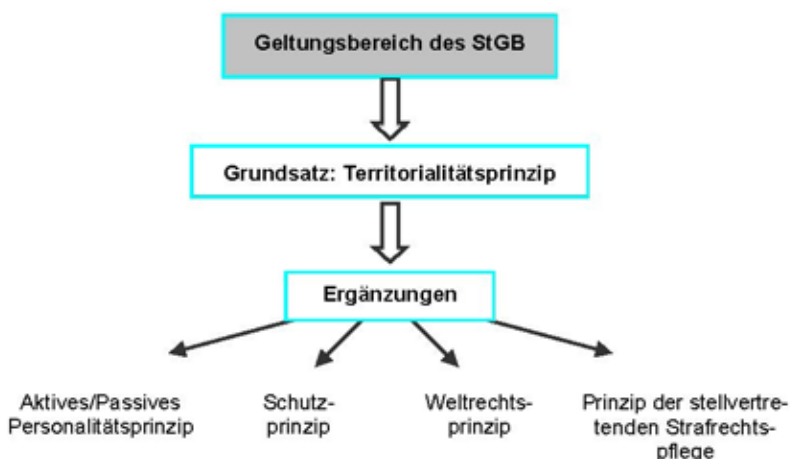 Geltungsbereich des StGB
Grundsatz: Territorialitätsprinzip
Ergänzungen
Aktives/Passives
Personalitätsprinzip
Schutz-
prinzip
Weltrechts-
prinzip
Prinzip der stellvertre-
tenden Strafrechts-
pflege